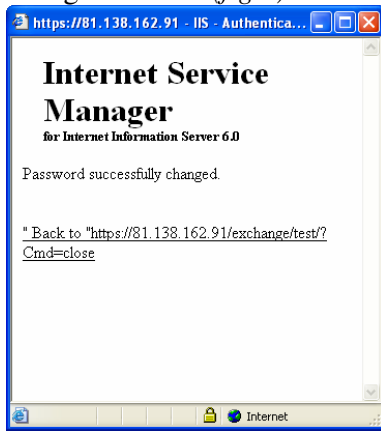 https://81.138.162.91 - IIS - Authentica...
Internet Service
Manager
for Internet Information Server 6.0
Password successfully changed.
" Back to "https://81.138.162.91/exchange/test/?
Cmd=close
Internet